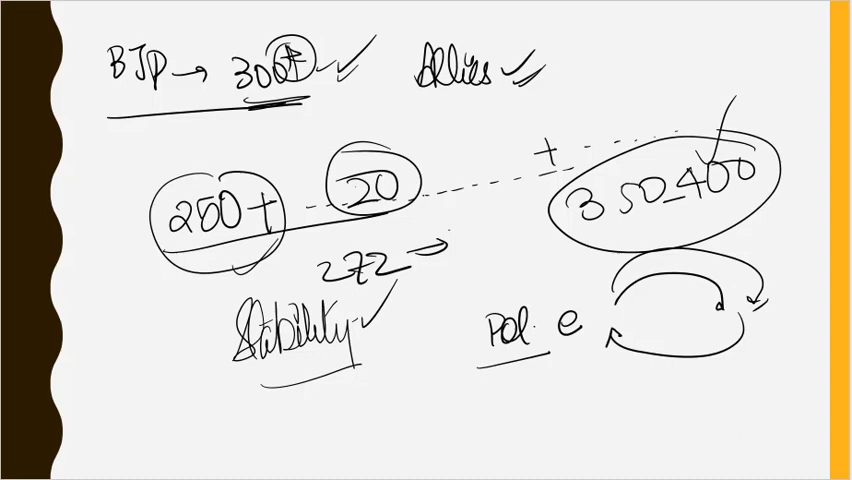 BJP → 300+ Allies
250+ 20 + 350-400
272 →
Stability Pol. e